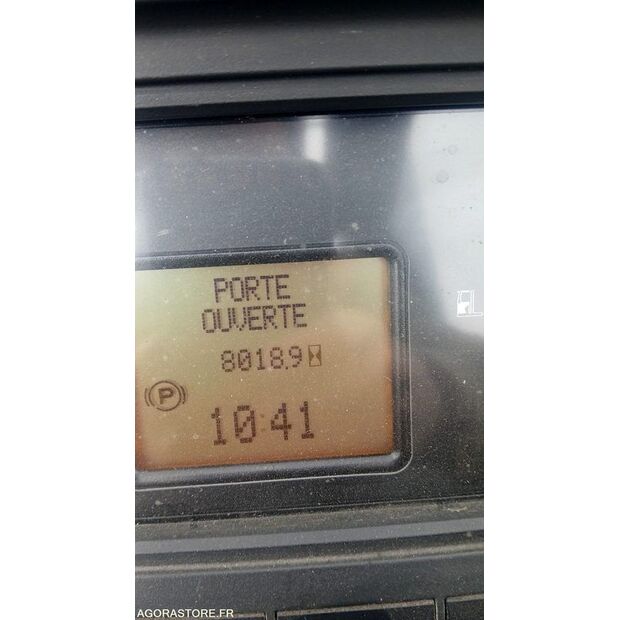 PORTE
OUVERTE
8018.9
P
10:41
AGORASTORE.FR